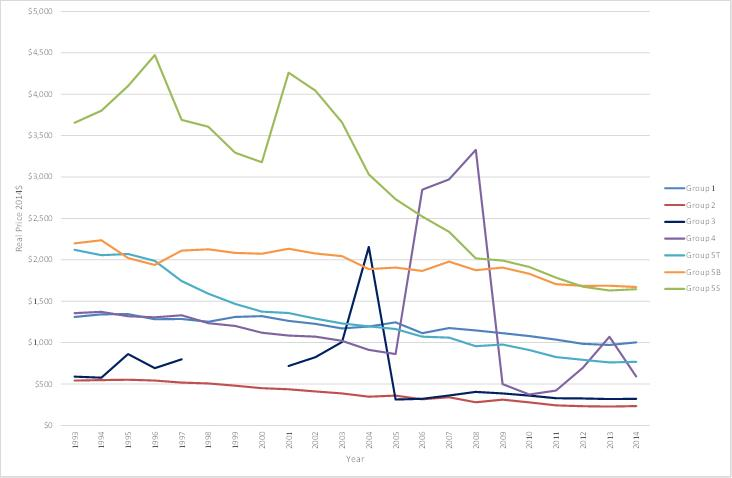 $5,000
$4,500
$4,000
$3,500
$3,000
$2,500
$2,000
$1,500
$1,000
$500
$0
Real Price 2014$
1993 1994 1995 1996 1997 1998 1999 2000 2001 2002 2003 2004 2005 2006 2007 2008 2009 2010 2011 2012 2013 2014
Year
Group 1
Group 2
Group 3
Group 4
Group 5T
Group 5B
Group 5S